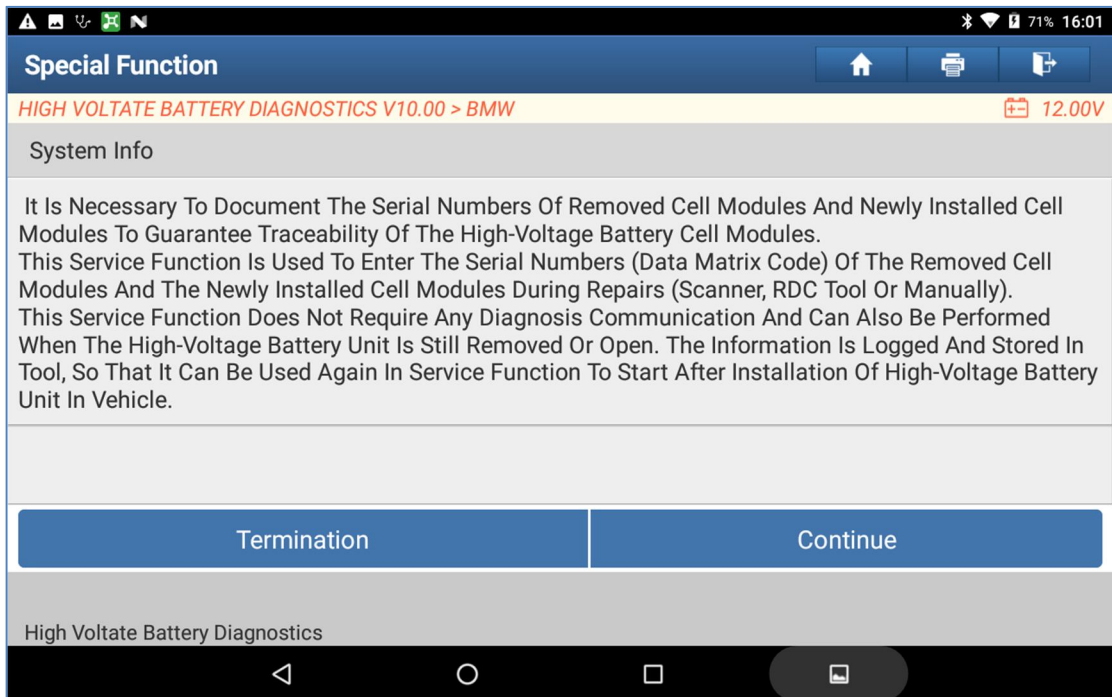 71% 16:01
Special Function
HIGH VOLTATE BATTERY DIAGNOSTICS V10.00 > BMW 12.00V
System Info
It Is Necessary To Document The Serial Numbers Of Removed Cell Modules And Newly Installed Cell
Modules To Guarantee Traceability Of The High-Voltage Battery Cell Modules.
This Service Function Is Used To Enter The Serial Numbers (Data Matrix Code) Of The Removed Cell
Modules And The Newly Installed Cell Modules During Repairs (Scanner, RDC Tool Or Manually).
This Service Function Does Not Require Any Diagnosis Communication And Can Also Be Performed
When The High-Voltage Battery Unit Is Still Removed Or Open. The Information Is Logged And Stored In
Tool, So That It Can Be Used Again In Service Function To Start After Installation Of High-Voltage Battery
Unit In Vehicle.
Termination Continue
High Voltate Battery Diagnostics